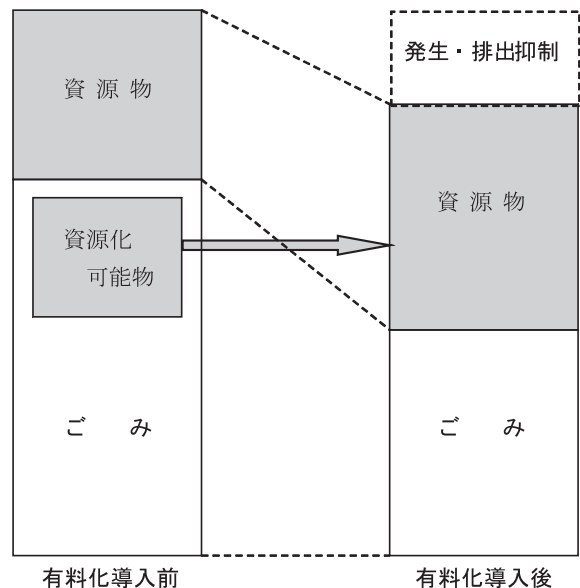 資源物
資源化
可能物
ごみ
有料化導入前
発生・排出抑制
資源物
ごみ
有料化導入後